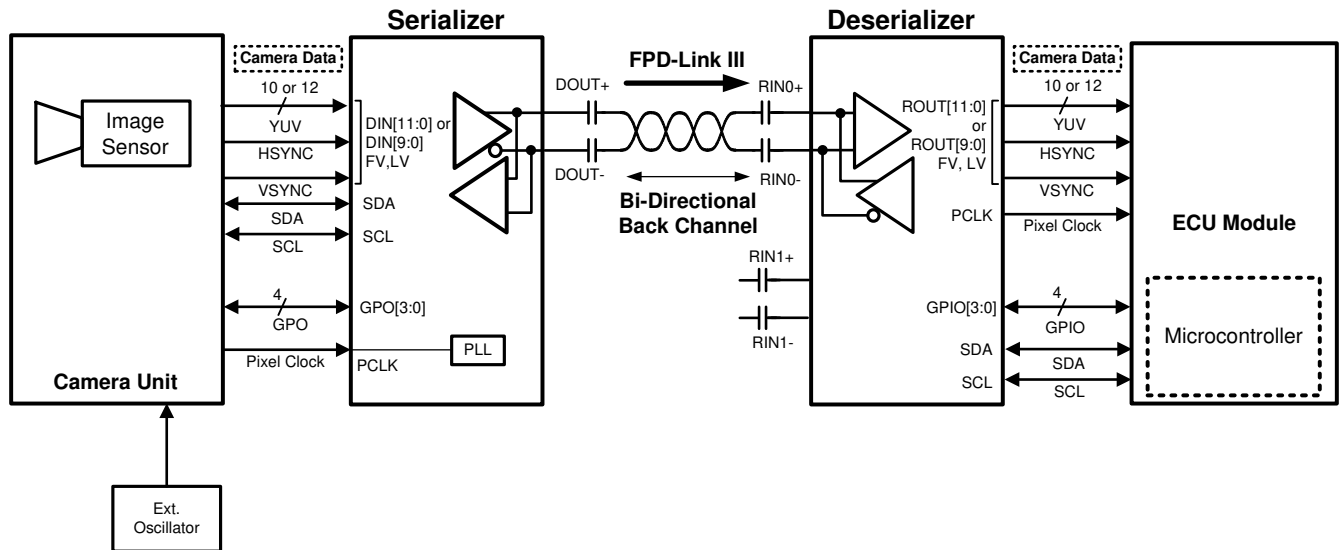 Serializer
Deserializer
Camera Data
10 or 12
YUV
HSYNC
VSYNC
SDA
SCL
4
GPO
Pixel Clock
Image
Sensor
Camera Unit
Ext.
Oscillator
DIN[11:0] or
DIN[9:0]
FV,LV
SDA
SCL
GPO[3:0]
PCLK
PLL
FPD-Link III
DOUT+
DOUT-
RIN0+
RIN0-
Bi-Directional
Back Channel
RIN1+
RIN1-
ROUT[11:0]
or
ROUT[9:0]
FV, LV
PCLK
GPIO[3:0]
SDA
SCL
Camera Data
10 or 12
YUV
HSYNC
VSYNC
Pixel Clock
4
GPIO
SDA
SCL
ECU Module
Microcontroller